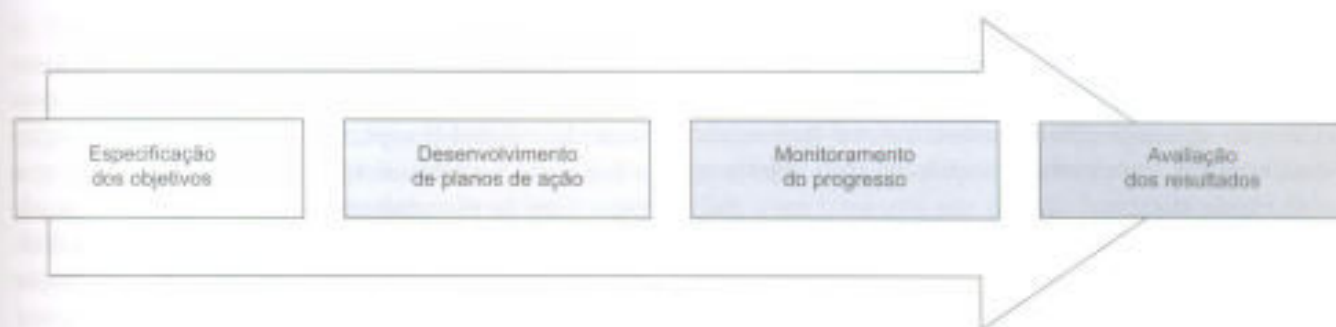 Especificação
dos objetivos
Desenvolvimento
de planos de ação
Monitoramento
do progresso
Avaliação
dos resultados